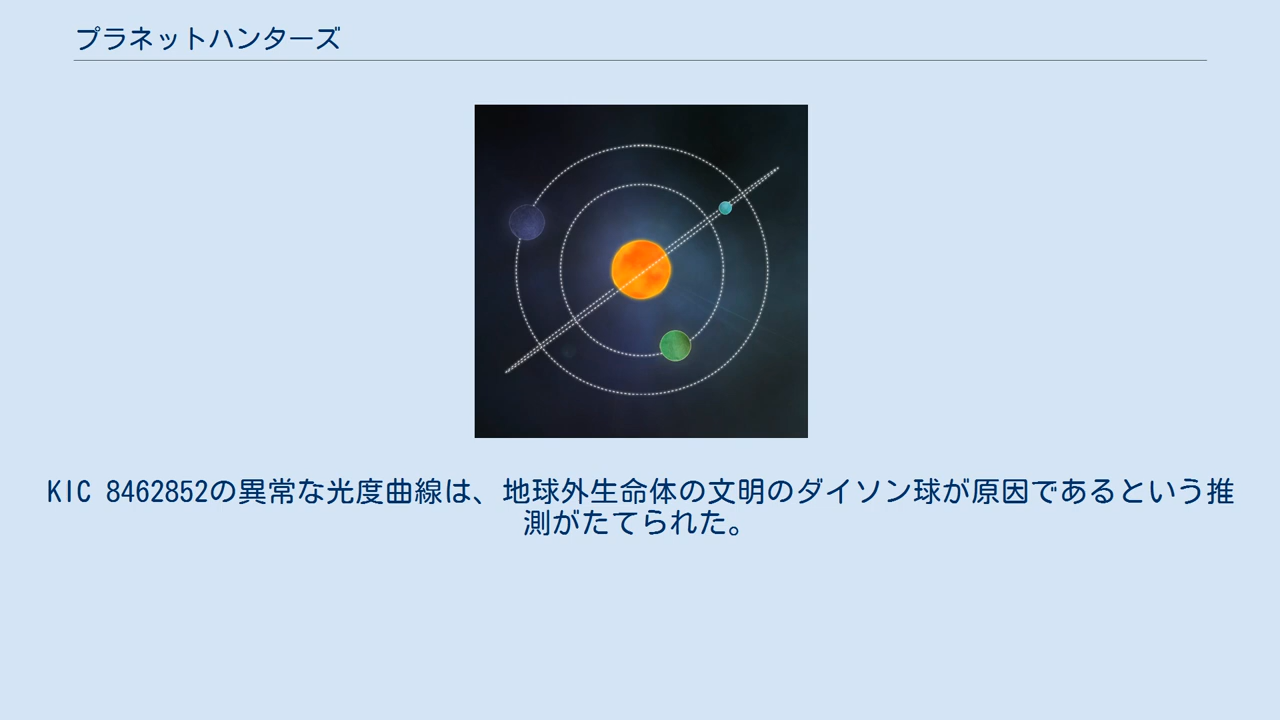 プラネットハンターズ
KIC 8462852の異常な光度曲線は、地球外生命体の文明のダイソン球が原因であるという推
測がたてられた。